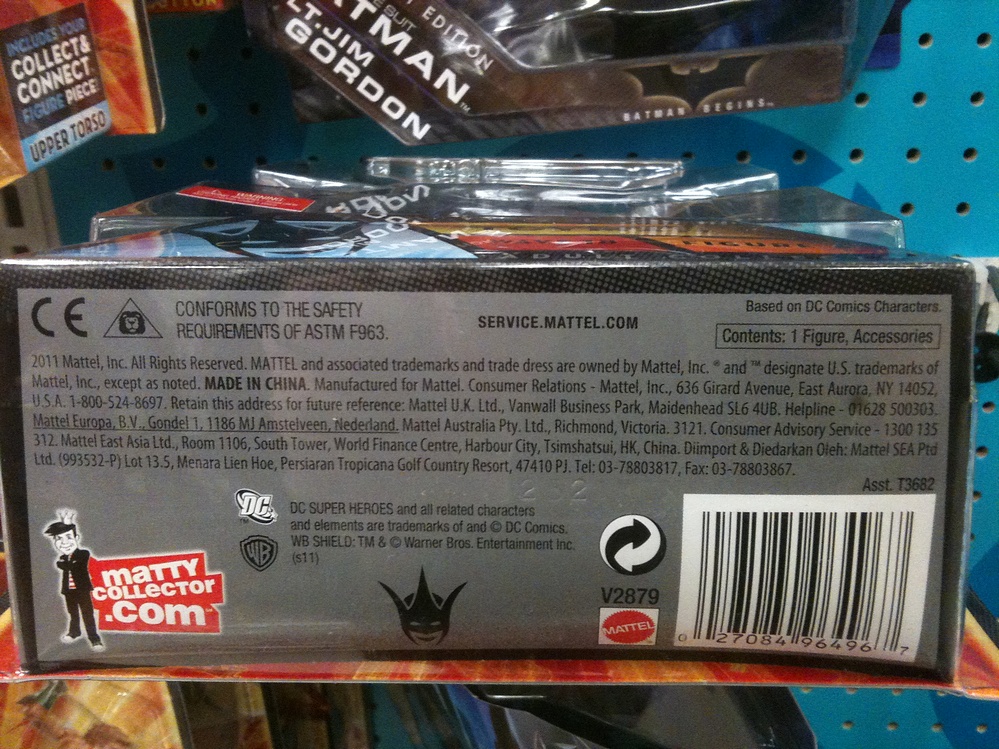 INCLUDES YOUR
COLLECT&
CONNECT
FIGURE PIECE!
UPPER TORSO
EDITION
BATMAN™
LT. JIM
GORDON
BATMAN BEGINS™
WARNING
ADULT
FIGURE
CE
CONFORMS TO THE SAFETY
REQUIREMENTS OF ASTM F963.
SERVICE.MATTEL.COM
Based on DC Comics Characters.
Contents: 1 Figure, Accessories
2011 Mattel, Inc. All Rights Reserved. MATTEL and associated trademarks and trade dress are owned by Mattel, Inc. ® and ™ designate U.S. trademarks of
Mattel, Inc., except as noted. MADE IN CHINA. Manufactured for Mattel. Consumer Relations - Mattel, Inc., 636 Girard Avenue, East Aurora, NY 14052,
U.S.A. 1-800-524-8697. Retain this address for future reference: Mattel U.K. Ltd., Vanwall Business Park, Maidenhead SL6 4UB. Helpline - 01628 500303.
Mattel Europa, B.V., Gondel 1, 1186 MJ Amstelveen, Nederland. Mattel Australia Pty. Ltd., Richmond, Victoria. 3121. Consumer Advisory Service - 1300 135
312. Mattel East Asia Ltd., Room 1106, South Tower, World Finance Centre, Harbour City, Tsimshatsui, HK, China. Diimport & Diedarkan Oleh: Mattel SEA Ptd
Ltd. (993532-P) Lot 13.5, Menara Lien Hoe, Persiaran Tropicana Golf Country Resort, 47410 PJ. Tel: 03-78803817, Fax: 03-78803867.
Asst. T3682
DC™
DC SUPER HEROES and all related characters
and elements are trademarks of and © DC Comics.
WB SHIELD: TM & © Warner Bros. Entertainment Inc.
(s11)
WB
matty
COLLECTOR
.com™
V2879
MATTEL
0 27084 96496 7